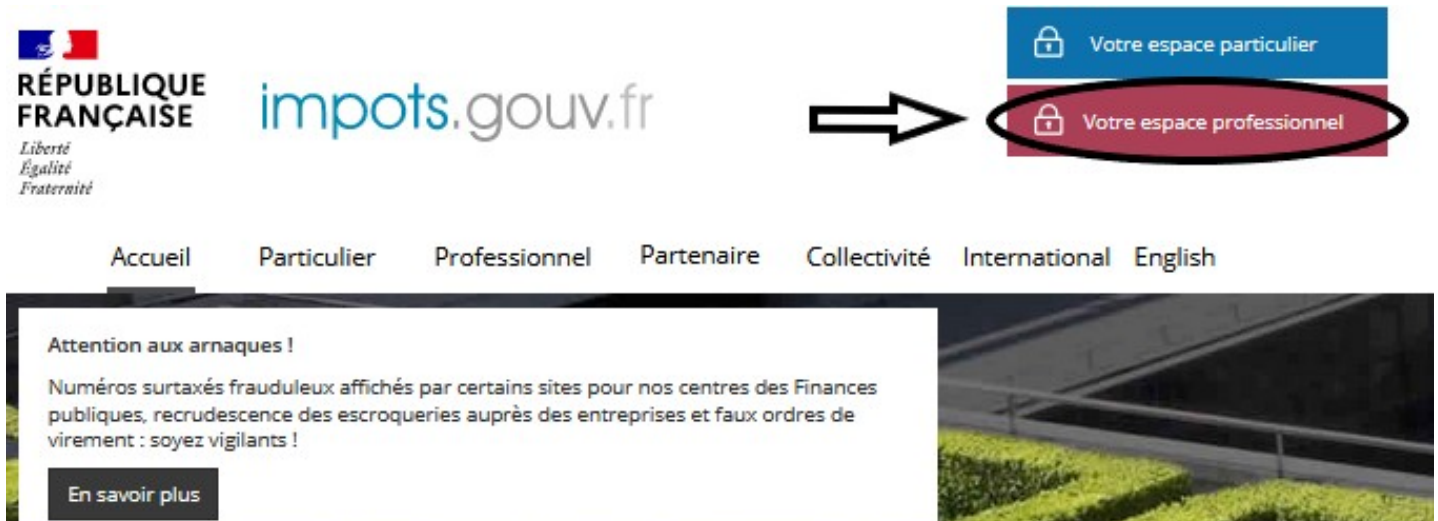 RÉPUBLIQUE
FRANÇAISE
Liberté
Égalité
Fraternité
impots.gouv.fr
Votre espace particulier
Votre espace professionnel
Accueil Particulier Professionnel Partenaire Collectivité International English
Attention aux arnaques !
Numéros surtaxés frauduleux affichés par certains sites pour nos centres des Finances
publiques, recrudescence des escroqueries auprès des entreprises et faux ordres de
virement : soyez vigilants !
En savoir plus